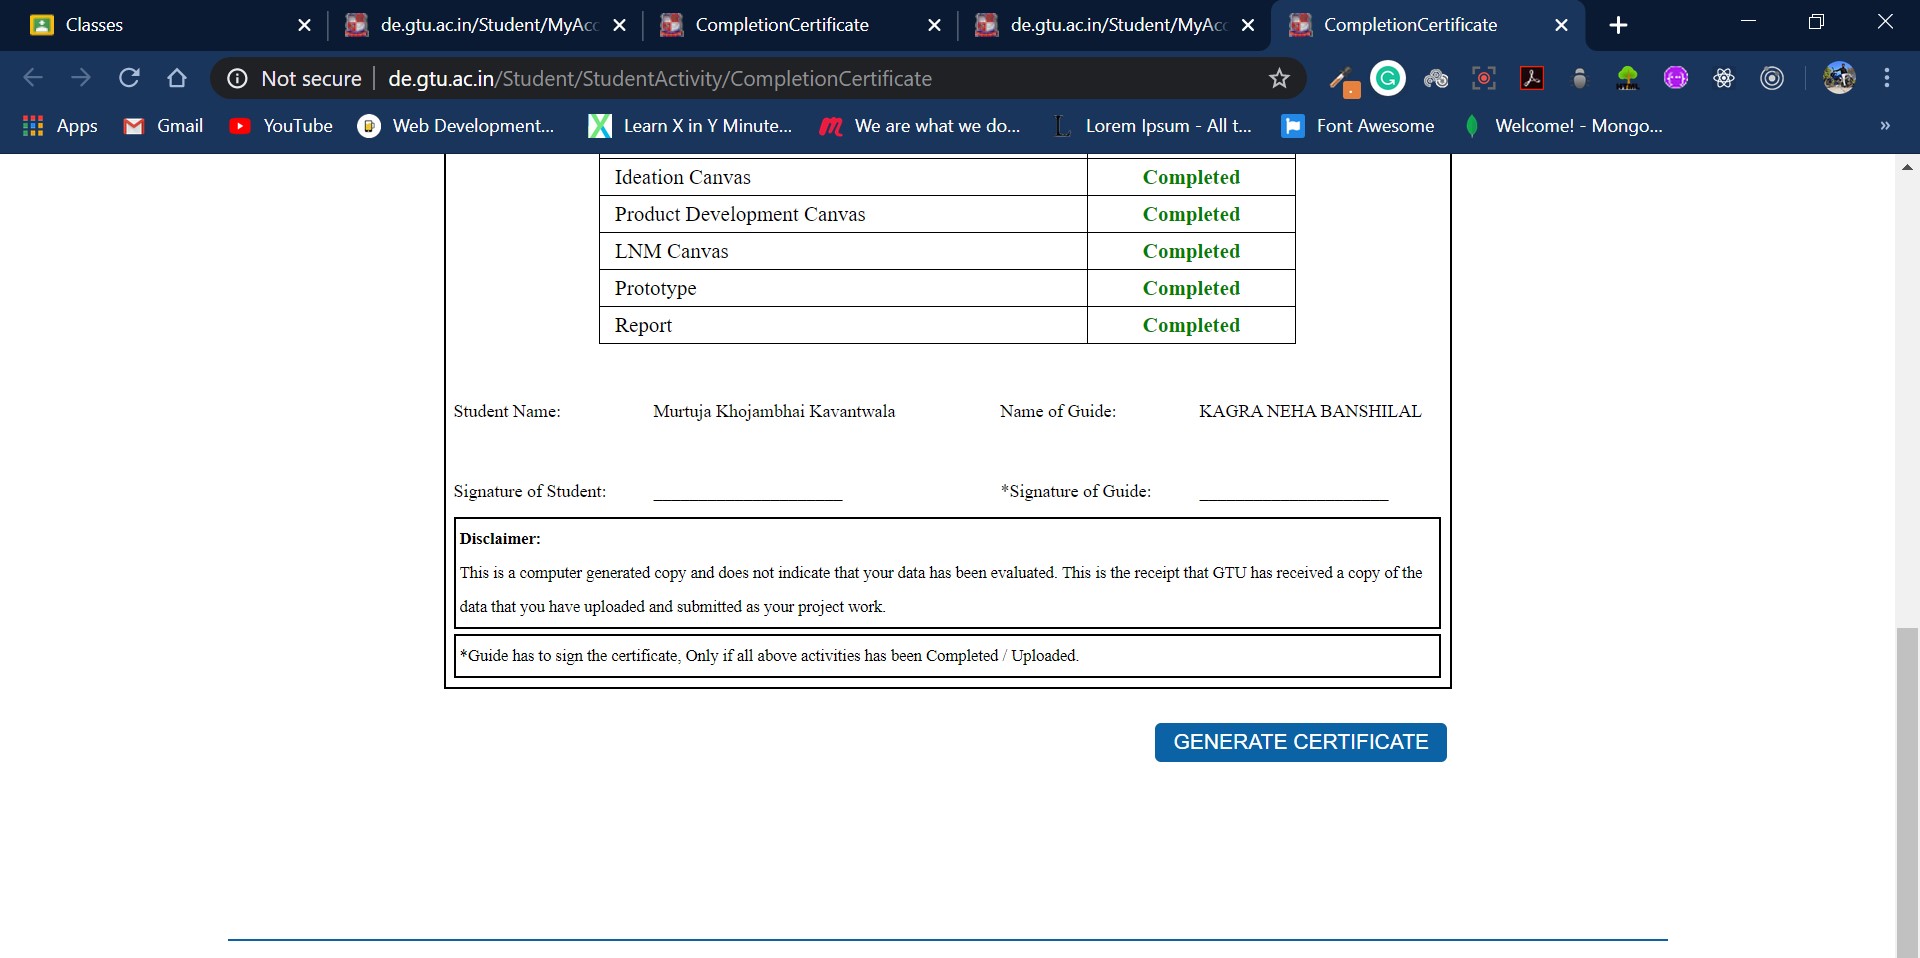 Classes
de.gtu.ac.in/Student/MyAcc
CompletionCertificate
de.gtu.ac.in/Student/MyAcc
CompletionCertificate
Not secure
de.gtu.ac.in/Student/StudentActivity/CompletionCertificate
Apps
Gmail
YouTube
Web Development...
Learn X in Y Minute...
We are what we do...
Lorem Ipsum - All t...
Font Awesome
Welcome! - Mongo...
»
Ideation Canvas Completed
Product Development Canvas Completed
LNM Canvas Completed
Prototype Completed
Report Completed
Student Name: Murtuja Khojambhai Kavantwala Name of Guide: KAGRA NEHA BANSHILAL
Signature of Student: ____________________ *Signature of Guide: ____________________
Disclaimer:
This is a computer generated copy and does not indicate that your data has been evaluated. This is the receipt that GTU has received a copy of the
data that you have uploaded and submitted as your project work.
*Guide has to sign the certificate, Only if all above activities has been Completed / Uploaded.
GENERATE CERTIFICATE